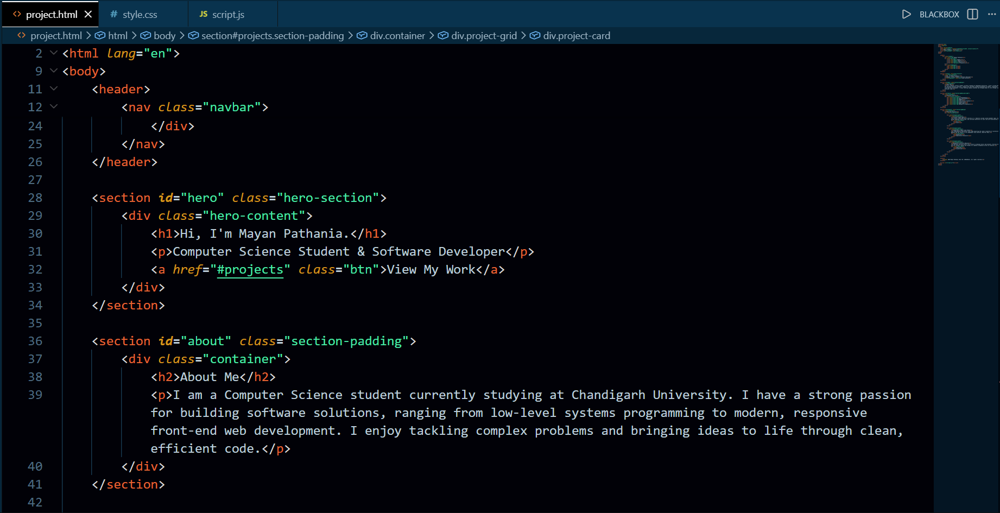 project.html style.css JS script.js BLACKBOX
project.html > html > body > section#projects.section-padding > div.container > div.project-grid > div.project-card
2 <html lang="en">
9 <body>
11 <header>
12 <nav class="navbar">
24 </div>
25 </nav>
26 </header>
27
28 <section id="hero" class="hero-section">
29 <div class="hero-content">
30 <h1>Hi, I'm Mayan Pathania.</h1>
31 <p>Computer Science Student & Software Developer</p>
32 <a href="#projects" class="btn">View My Work</a>
33 </div>
34 </section>
35
36 <section id="about" class="section-padding">
37 <div class="container">
38 <h2>About Me</h2>
39 <p>I am a Computer Science student currently studying at Chandigarh University. I have a strong passion
for building software solutions, ranging from low-level systems programming to modern, responsive
front-end web development. I enjoy tackling complex problems and bringing ideas to life through clean,
efficient code.</p>
40 </div>
41 </section>
42